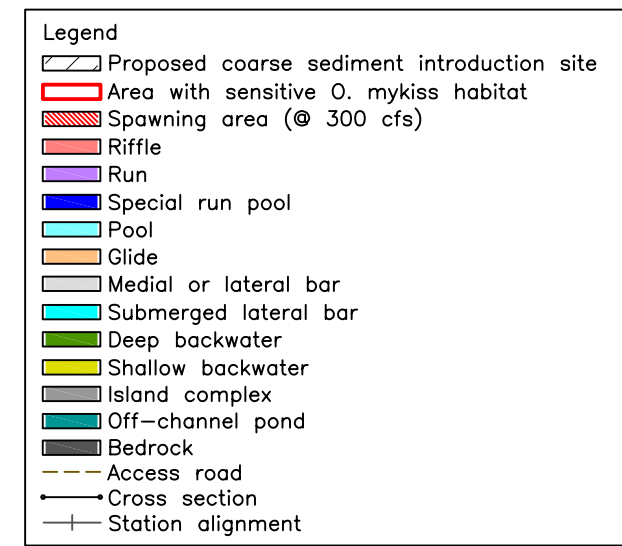 Legend
Proposed coarse sediment introduction site
Area with sensitive O. mykiss habitat
Spawning area (@ 300 cfs)
Riffle
Run
Special run pool
Pool
Glide
Medial or lateral bar
Submerged lateral bar
Deep backwater
Shallow backwater
Island complex
Off-channel pond
Bedrock
Access road
Cross section
Station alignment